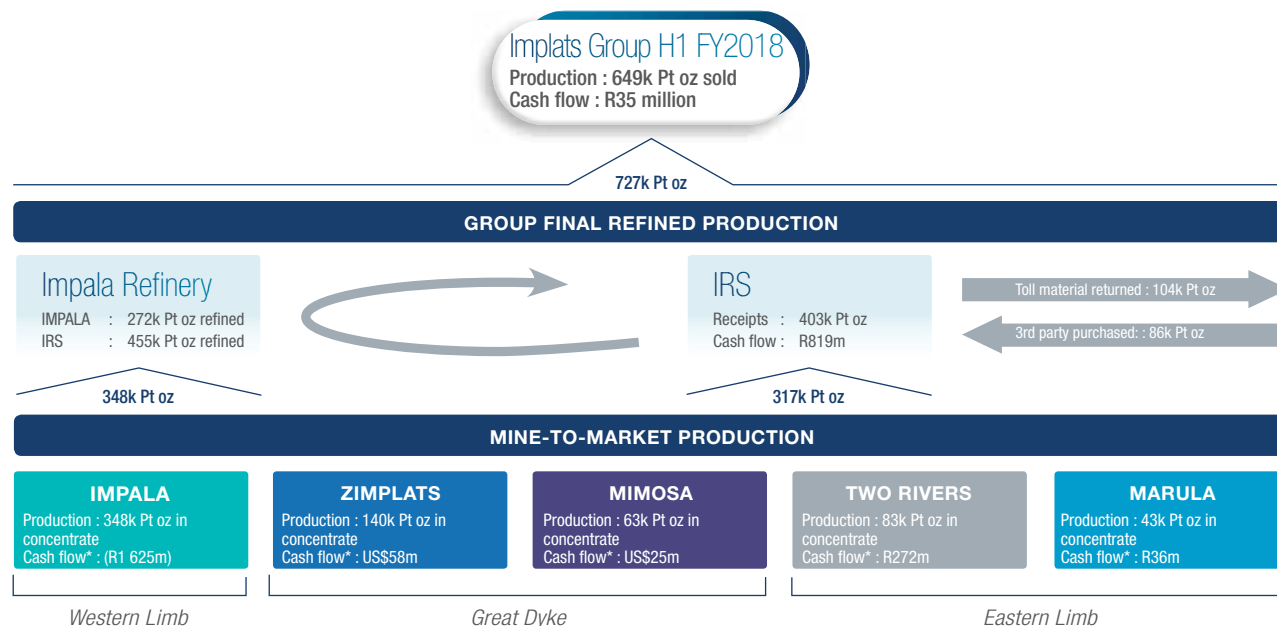 Implats Group H1 FY2018
Production : 649k Pt oz sold
Cash flow : R35 million
727k Pt oz
GROUP FINAL REFINED PRODUCTION
Impala Refinery
IMPALA : 272k Pt oz refined
IRS : 455k Pt oz refined
IRS
Receipts : 403k Pt oz
Cash flow : R819m
Toll material returned : 104k Pt oz
3rd party purchased: : 86k Pt oz
348k Pt oz
317k Pt oz
MINE-TO-MARKET PRODUCTION
IMPALA
Production : 348k Pt oz in
concentrate
Cash flow* : (R1 625m)
ZIMPLATS
Production : 140k Pt oz in
concentrate
Cash flow* : US$58m
MIMOSA
Production : 63k Pt oz in
concentrate
Cash flow* : US$25m
TWO RIVERS
Production : 83k Pt oz in
concentrate
Cash flow* : R272m
MARULA
Production : 43k Pt oz in
concentrate
Cash flow* : R36m
Western Limb
Great Dyke
Eastern Limb